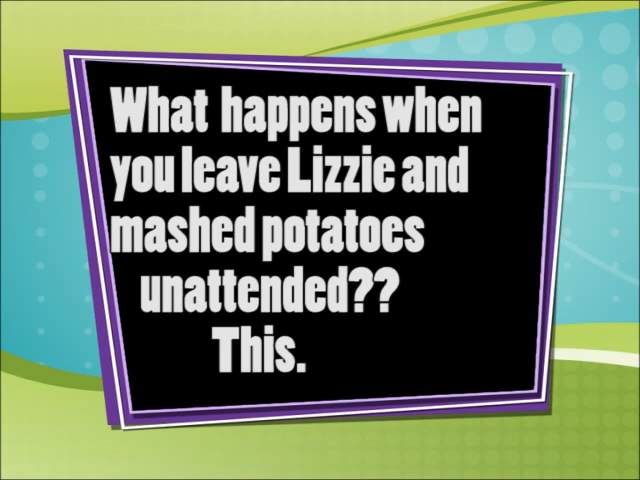 What happens when
you leave Lizzie and
mashed potatoes
unattended??
This.